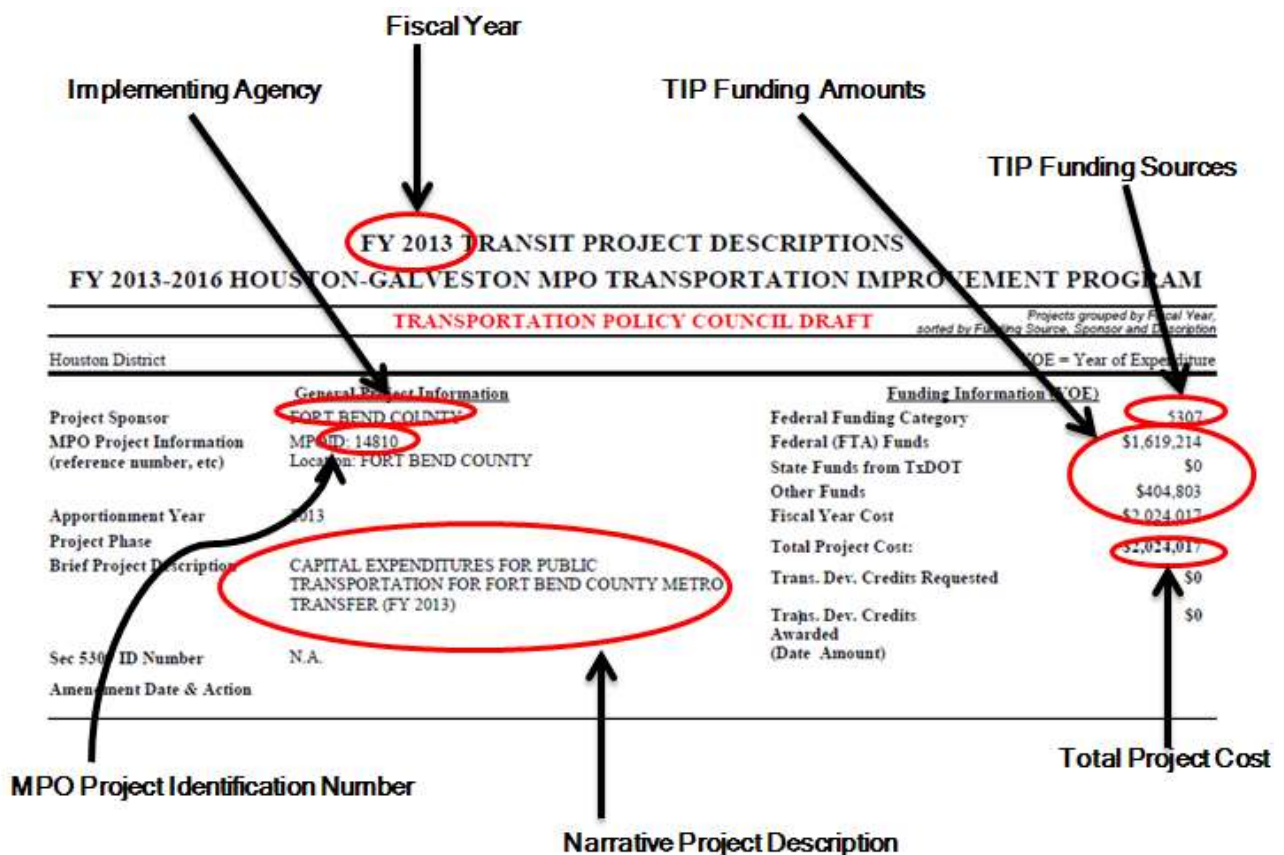 Fiscal Year
Implementing Agency
TIP Funding Amounts
TIP Funding Sources
FY 2013 TRANSIT PROJECT DESCRIPTIONS
FY 2013-2016 HOUSTON-GALVESTON MPO TRANSPORTATION IMPROVEMENT PROGRAM
TRANSPORTATION POLICY COUNCIL DRAFT
Projects grouped by Fiscal Year,
sorted by Funding Source, Sponsor and Description
Houston District
YOE = Year of Expenditure
General Project Information
Project Sponsor FORT BEND COUNTY
MPO Project Information MPOID: 14810
(reference number, etc) Location: FORT BEND COUNTY
Apportionment Year 2013
Project Phase
Brief Project Description CAPITAL EXPENDITURES FOR PUBLIC
TRANSPORTATION FOR FORT BEND COUNTY METRO
TRANSFER (FY 2013)
Sec 5309 ID Number N.A.
Amendment Date & Action
Funding Information (YOE)
Federal Funding Category 5307
Federal (FTA) Funds $1,619,214
State Funds from TxDOT $0
Other Funds $404,803
Fiscal Year Cost $2,024,017
Total Project Cost: $2,024,017
Trans. Dev. Credits Requested $0
Trans. Dev. Credits $0
Awarded
(Date Amount)
MPO Project Identification Number
Total Project Cost
Narrative Project Description